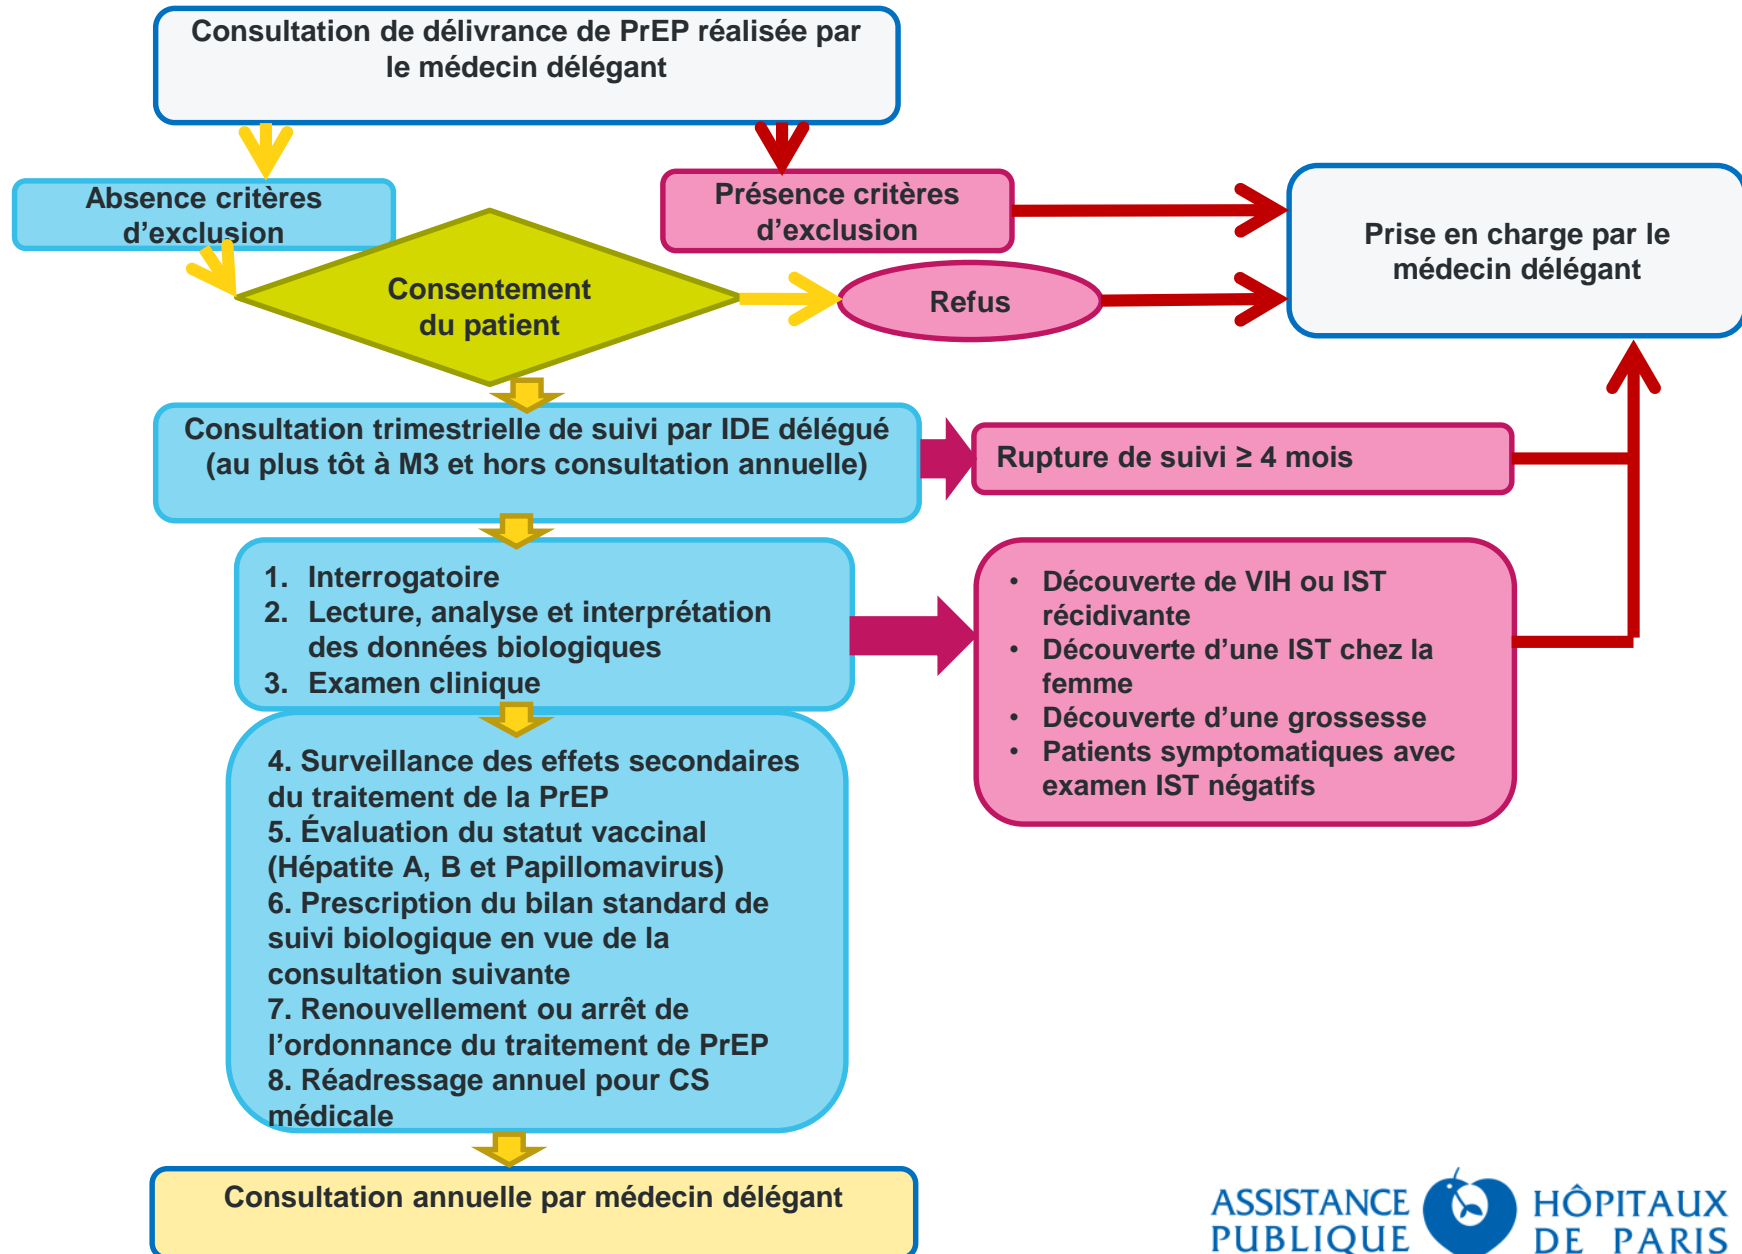 Consultation de délivrance de PrEP réalisée par
le médecin délégant
Absence critères
d’exclusion
Présence critères
d’exclusion
Prise en charge par le
médecin délégant
Consentement
du patient
Refus
Consultation trimestrielle de suivi par IDE délégué
(au plus tôt à M3 et hors consultation annuelle)
Rupture de suivi ≥ 4 mois
1. Interrogatoire
2. Lecture, analyse et interprétation
des données biologiques
3. Examen clinique
• Découverte de VIH ou IST
récidivante
• Découverte d’une IST chez la
femme
• Découverte d’une grossesse
• Patients symptomatiques avec
examen IST négatifs
4. Surveillance des effets secondaires
du traitement de la PrEP
5. Évaluation du statut vaccinal
(Hépatite A, B et Papillomavirus)
6. Prescription du bilan standard de
suivi biologique en vue de la
consultation suivante
7. Renouvellement ou arrêt de
l’ordonnance du traitement de PrEP
8. Réadressage annuel pour CS
médicale
Consultation annuelle par médecin délégant
ASSISTANCE HÔPITAUX
PUBLIQUE DE PARIS